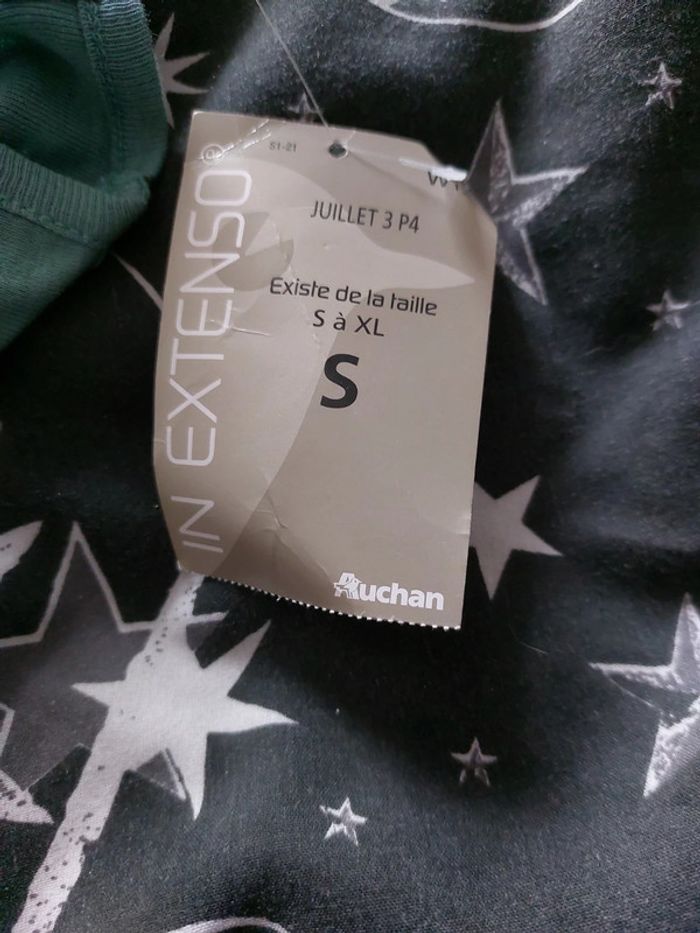 S1-21
JUILLET 3 P4
IN EXTENSO®
Existe de la taille
S à XL
S
Auchan